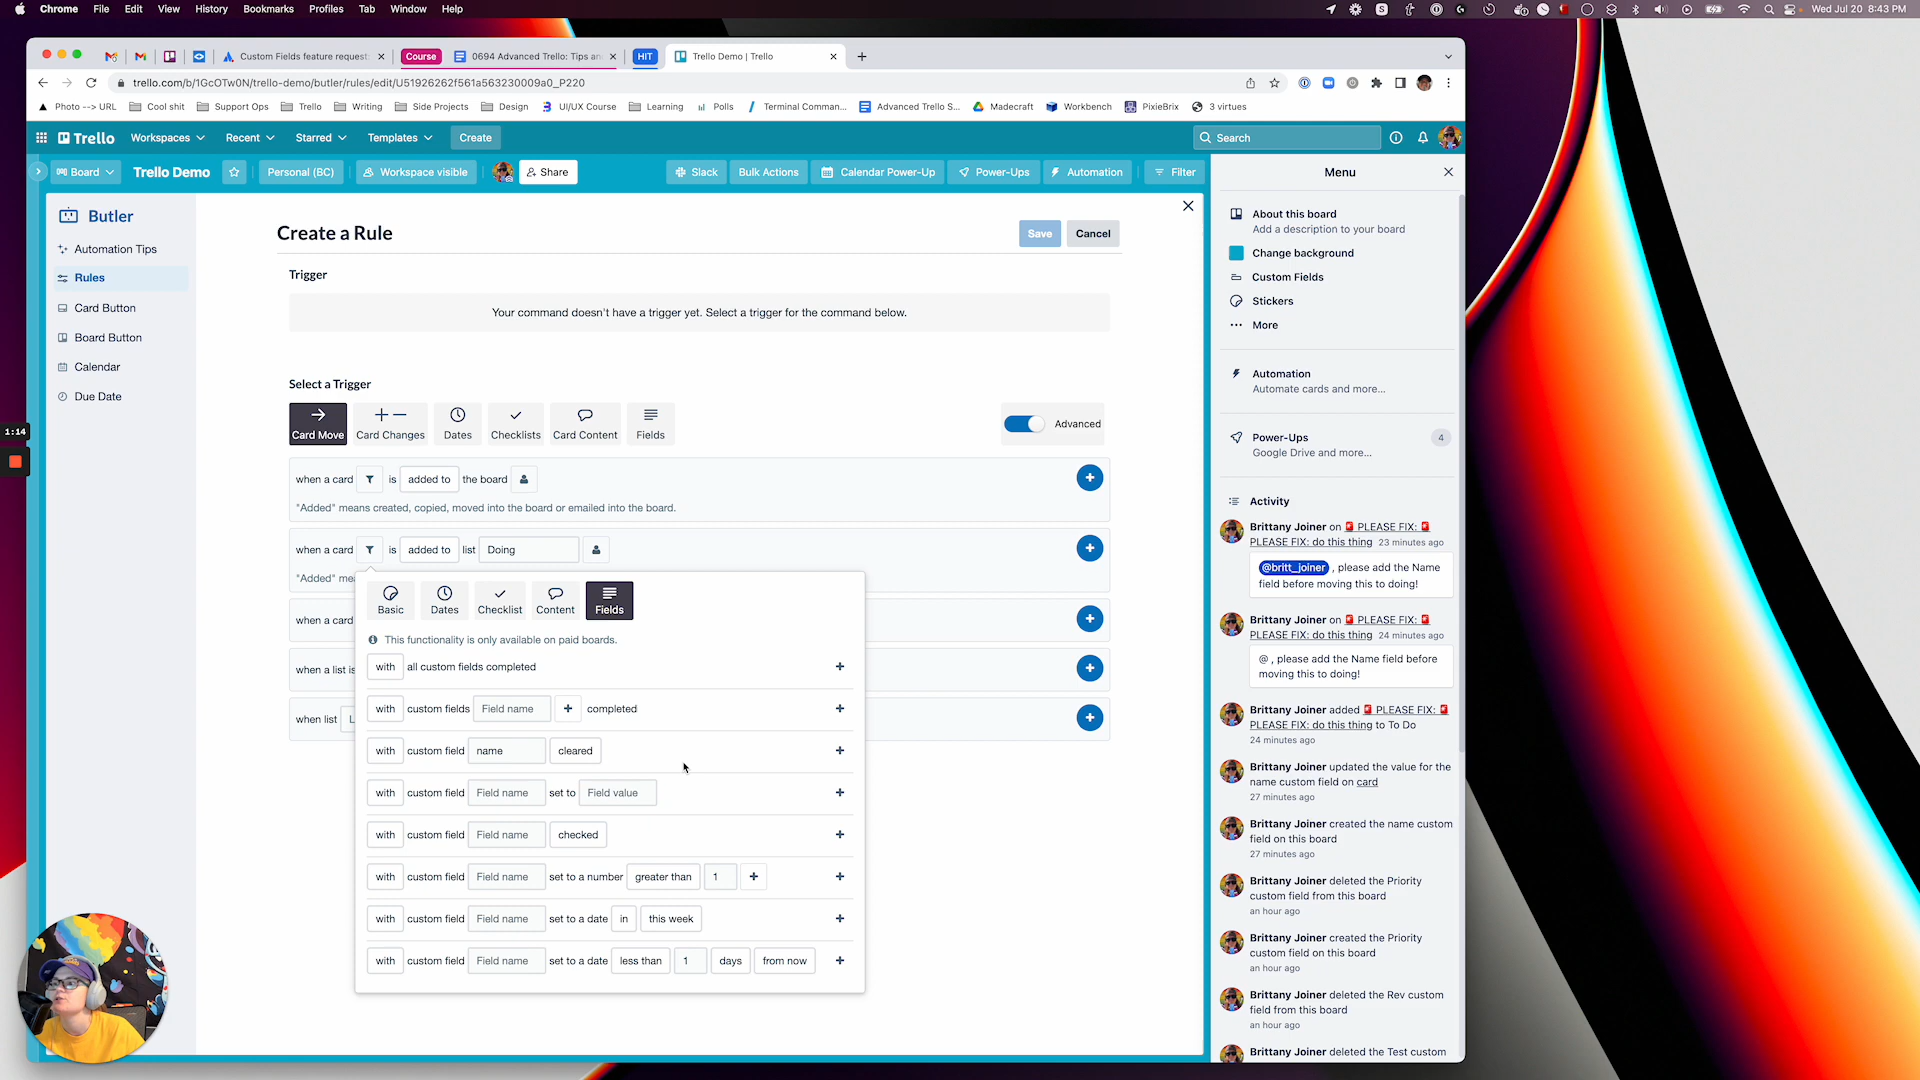 Chrome File Edit View History Bookmarks Profiles Tab Window Help
Wed Jul 20 8:43 PM
Custom Fields feature request
Course
0694 Advanced Trello: Tips an
HIT
Trello Demo | Trello
trello.com/b/1GcOTw0N/trello-demo/butler/rules/edit/U51926262f561a563230009a0_P220
Photo --> URL Cool shit Support Ops Trello Writing Side Projects Design UI/UX Course Learning Polls Terminal Comman... Advanced Trello S... Madecraft Workbench PixieBrix 3 virtues
Trello Workspaces Recent Starred Templates Create Search
Board Trello Demo Personal (BC) Workspace visible Share Slack Bulk Actions Calendar Power-Up Power-Ups Automation Filter
Butler
Automation Tips
Rules
Card Button
Board Button
Calendar
Due Date
1:14
Create a Rule
Save Cancel
Trigger
Your command doesn't have a trigger yet. Select a trigger for the command below.
Select a Trigger
Card Move Card Changes Dates Checklists Card Content Fields Advanced
when a card is added to the board
"Added" means created, copied, moved into the board or emailed into the board.
when a card is added to list Doing
"Added" mea
when a card
when a list is
when list L
Basic Dates Checklist Content Fields
This functionality is only available on paid boards.
with all custom fields completed
with custom fields Field name completed
with custom field name cleared
with custom field Field name set to Field value
with custom field Field name checked
with custom field Field name set to a number greater than 1
with custom field Field name set to a date in this week
with custom field Field name set to a date less than 1 days from now
Menu
About this board
Add a description to your board
Change background
Custom Fields
Stickers
More
Automation
Automate cards and more...
Power-Ups 4
Google Drive and more...
Activity
Brittany Joiner on 🚨 PLEASE FIX: 🚨
PLEASE FIX: do this thing 23 minutes ago
@britt_joiner , please add the Name
field before moving this to doing!
Brittany Joiner on 🚨 PLEASE FIX: 🚨
PLEASE FIX: do this thing 24 minutes ago
@ , please add the Name field before
moving this to doing!
Brittany Joiner added 🚨 PLEASE FIX: 🚨
PLEASE FIX: do this thing to To Do
24 minutes ago
Brittany Joiner updated the value for the
name custom field on card
27 minutes ago
Brittany Joiner created the name custom
field on this board
27 minutes ago
Brittany Joiner deleted the Priority
custom field from this board
an hour ago
Brittany Joiner created the Priority
custom field on this board
an hour ago
Brittany Joiner deleted the Rev custom
field from this board
an hour ago
Brittany Joiner deleted the Test custom